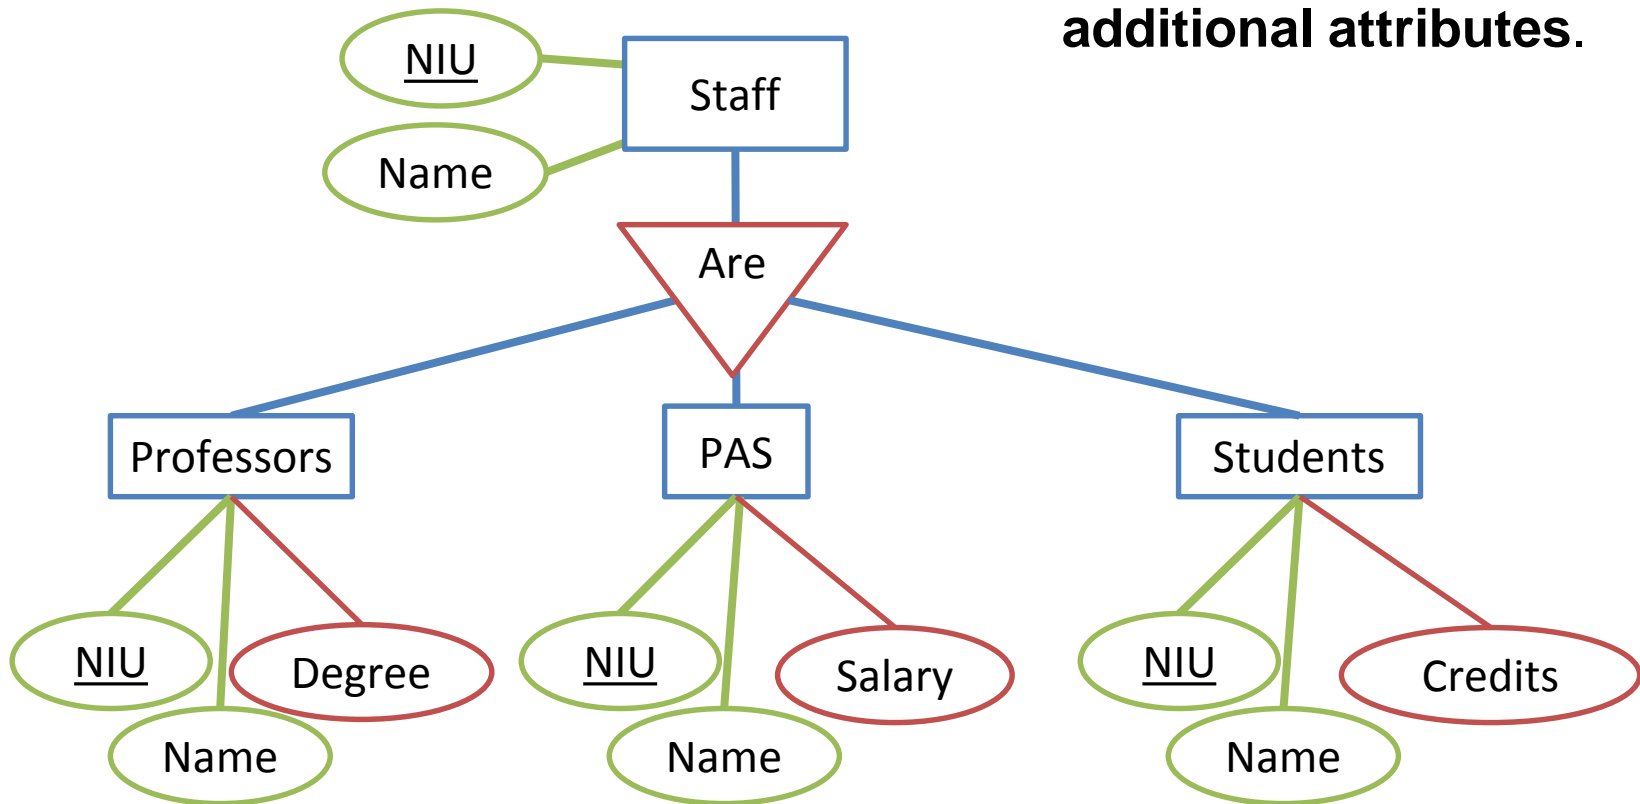 additional attributes.
NIU
Staff
Name
Are
Professors
PAS
Students
NIU
Degree
Name
NIU
Salary
Name
NIU
Credits
Name